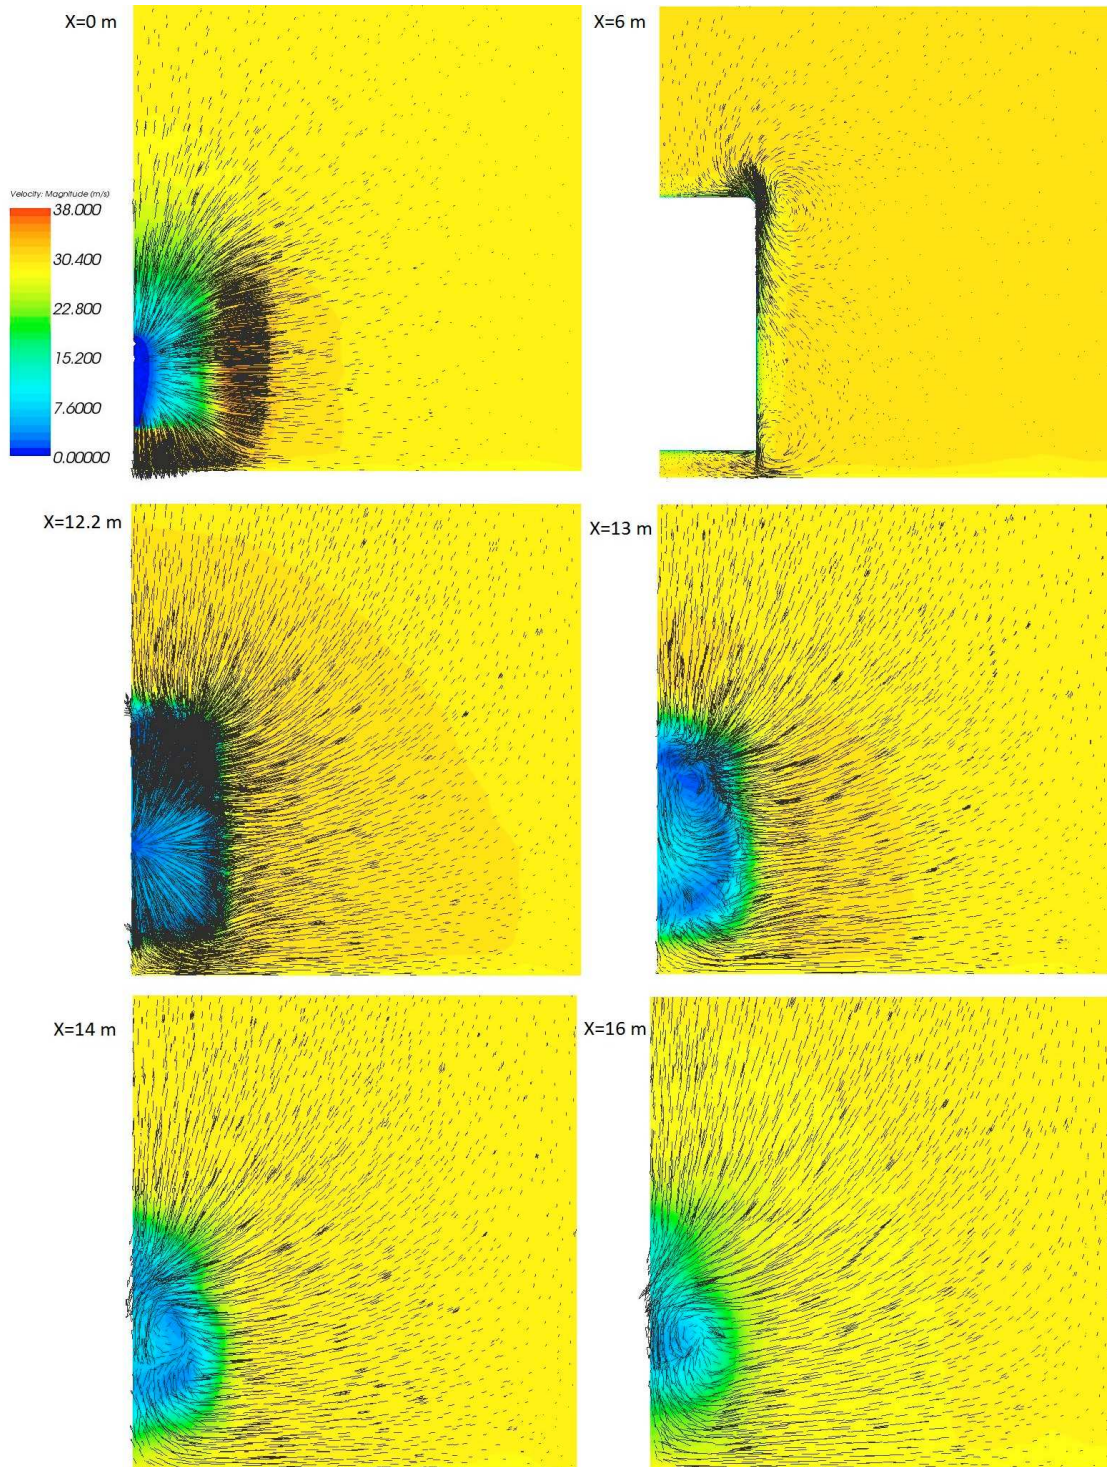 X=0 m
X=6 m
Velocity: Magnitude (m/s)
38.000
30.400
22.800
15.200
7.6000
0.00000
X=12.2 m
X=13 m
X=14 m
X=16 m